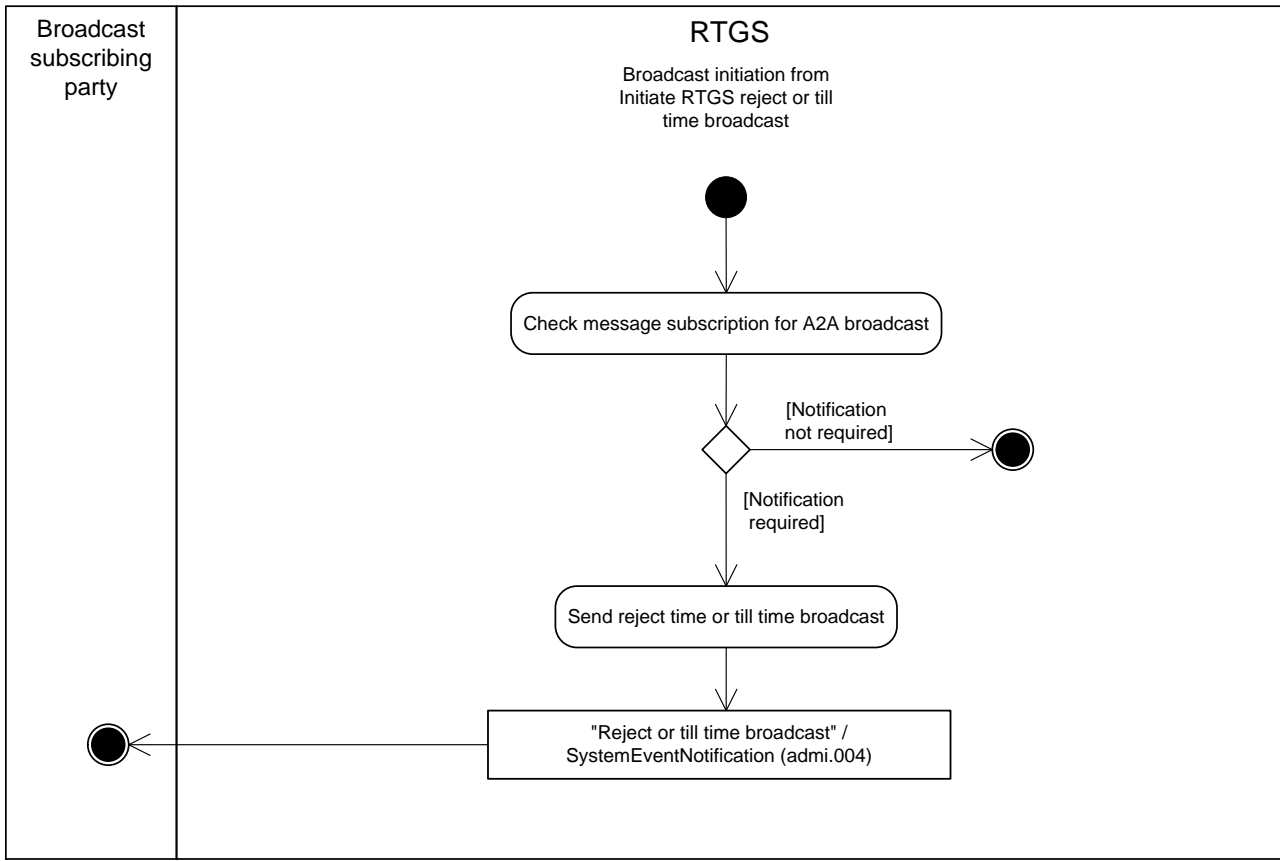 Broadcast
subscribing
party
RTGS
Broadcast initiation from
Initiate RTGS reject or till
time broadcast
Check message subscription for A2A broadcast
[Notification
not required]
[Notification
required]
Send reject time or till time broadcast
"Reject or till time broadcast" /
SystemEventNotification (admi.004)